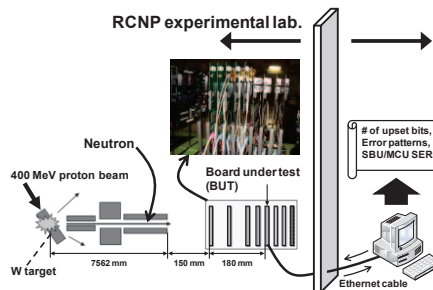 RCNP experimental lab.
# of upset bits,
Error patterns,
SBU/MCU SER
Neutron
Board under test
(BUT)
400 MeV proton beam
W target
7562 mm
150 mm
180 mm
Ethernet cable